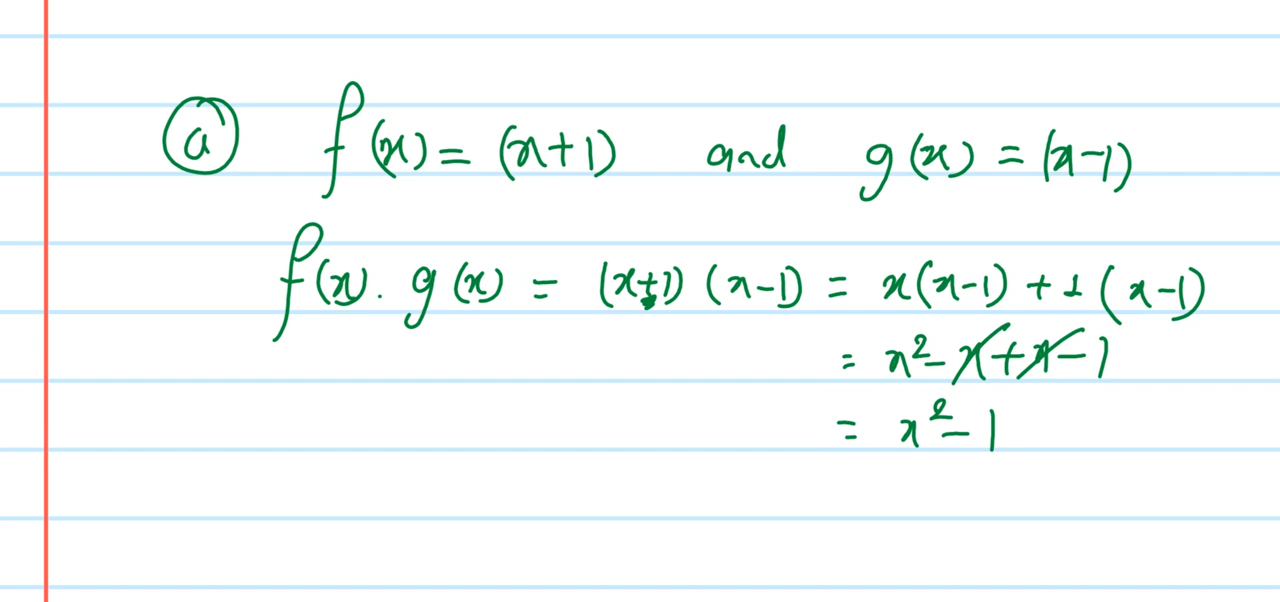 ⓐ f(x) = (x+1) and g(x) = (x-1)
f(x) . g(x) = (x+1) (x-1) = x(x-1) + 1 (x-1)
= x² - x + x - 1
= x² - 1